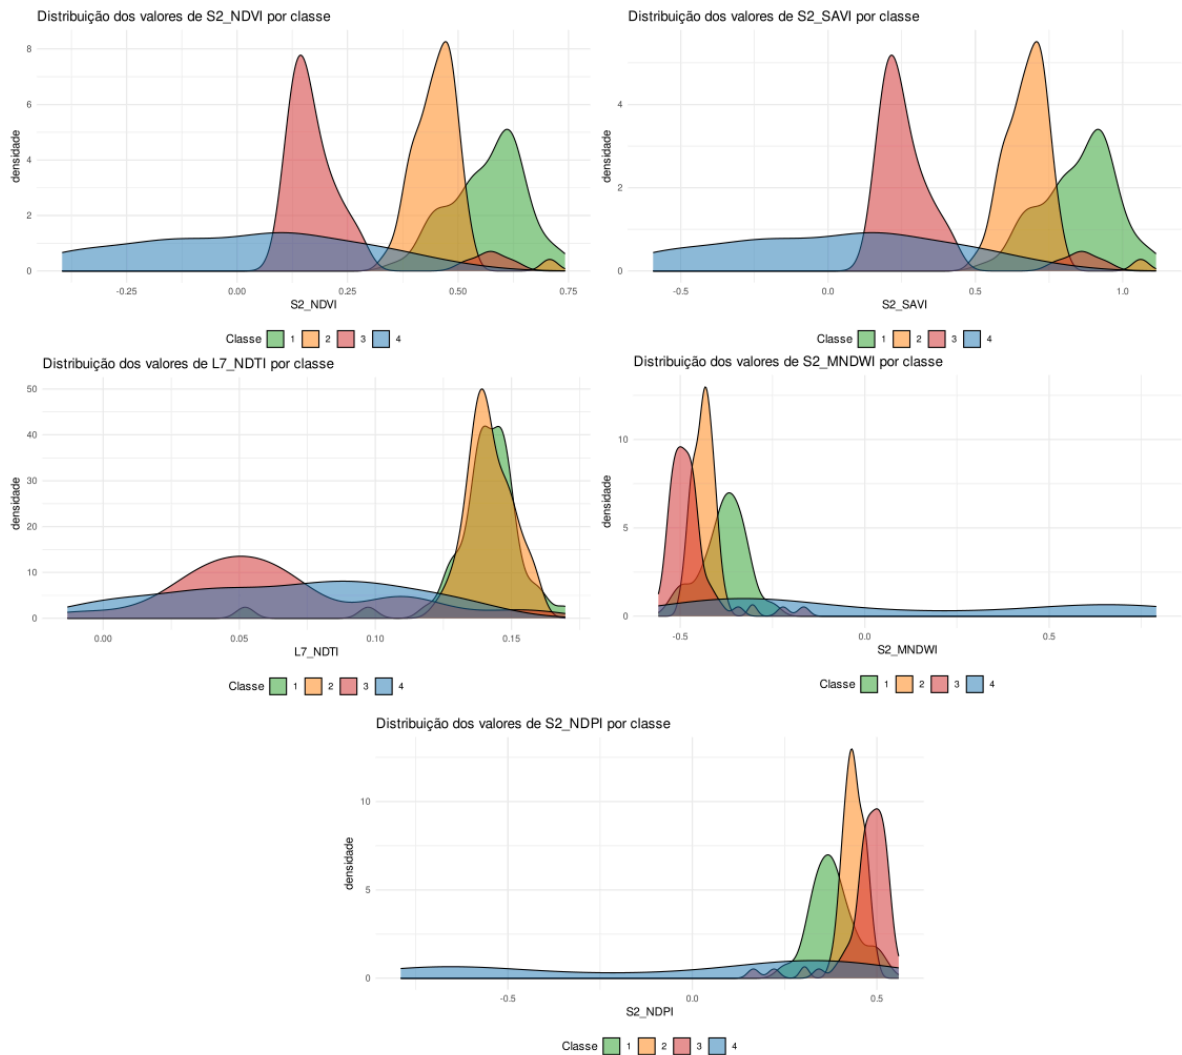 Distribuição dos valores de S2_NDVI por classe
densidade
8
6
4
2
0
-0.25 0.00 0.25 0.50 0.75
S2_NDVI
Classe 1 2 3 4
Distribuição dos valores de S2_SAVI por classe
densidade
4
2
0
-0.5 0.0 0.5 1.0
S2_SAVI
Classe 1 2 3 4
Distribuição dos valores de L7_NDTI por classe
densidade
50
40
30
20
10
0
0.00 0.05 0.10 0.15
L7_NDTI
Classe 1 2 3 4
Distribuição dos valores de S2_MNDWI por classe
densidade
10
5
0
-0.5 0.0 0.5
S2_MNDWI
Classe 1 2 3 4
Distribuição dos valores de S2_NDPI por classe
densidade
10
5
0
-0.5 0.0 0.5
S2_NDPI
Classe 1 2 3 4